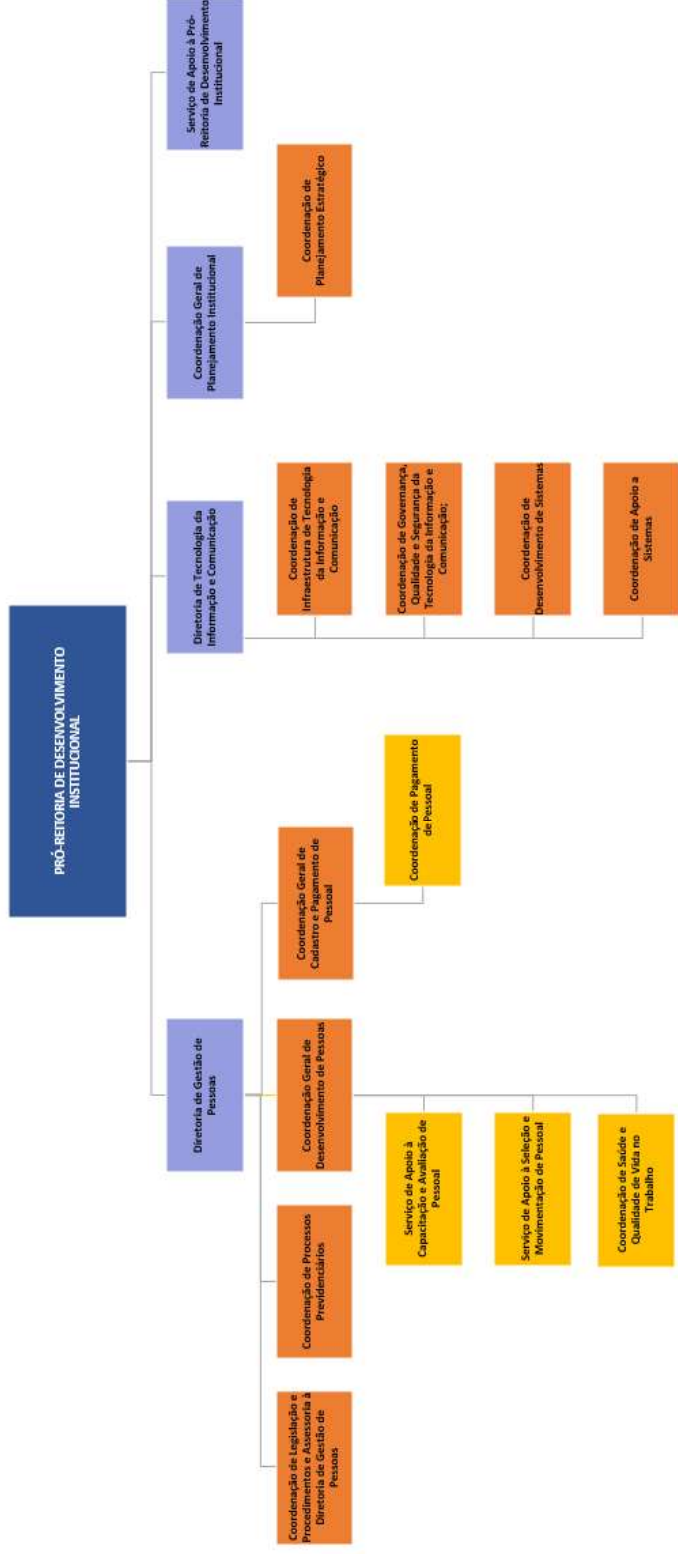 PRÓ-REITORIA DE DESENVOLVIMENTO
INSTITUCIONAL
Diretoria de Gestão de
Pessoas
Diretoria de Tecnologia da
Informação e Comunicação
Coordenação Geral de
Planejamento Institucional
Serviço de Apoio à Pró-
Reitoria de Desenvolvimento
Institucional
Coordenação de Legislação e
Procedimentos e Assessoria à
Diretoria de Gestão de
Pessoas
Coordenação de Processos
Previdenciários
Coordenação Geral de
Desenvolvimento de Pessoas
Coordenação Geral de
Cadastro e Pagamento de
Pessoal
Coordenação de
Infraestrutura de Tecnologia
da Informação e
Comunicação
Coordenação de
Planejamento Estratégico
Serviço de Apoio à
Capacitação e Avaliação de
Pessoal
Coordenação de Pagamento
de Pessoal
Coordenação de Governança,
Qualidade e Segurança da
Tecnologia da Informação e
Comunicação;
Serviço de Apoio à Seleção e
Movimentação de Pessoal
Coordenação de
Desenvolvimento de Sistemas
Coordenação de Saúde e
Qualidade de Vida no
Trabalho
Coordenação de Apoio a
Sistemas